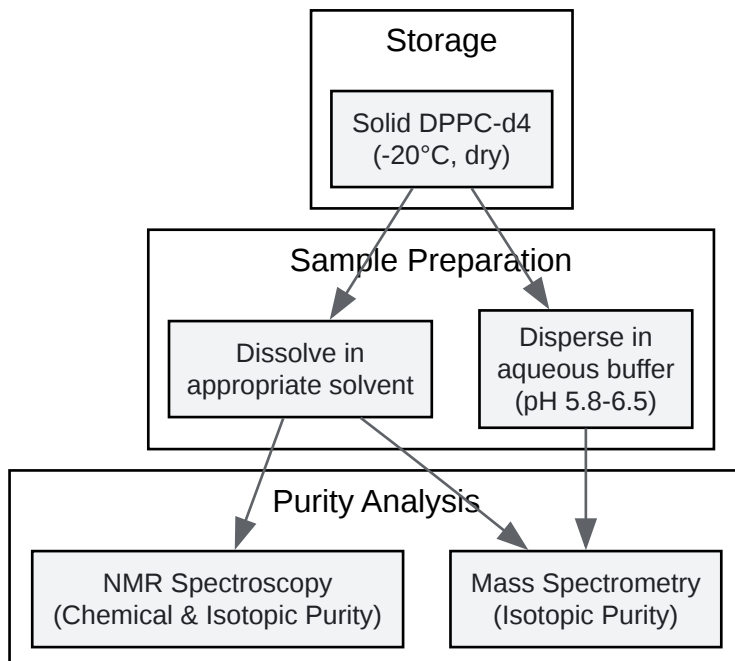 Storage
Solid DPPC-d4
(-20°C, dry)
Sample Preparation
Dissolve in
appropriate solvent
Disperse in
aqueous buffer
(pH 5.8-6.5)
Purity Analysis
NMR Spectroscopy
(Chemical & Isotopic Purity)
Mass Spectrometry
(Isotopic Purity)